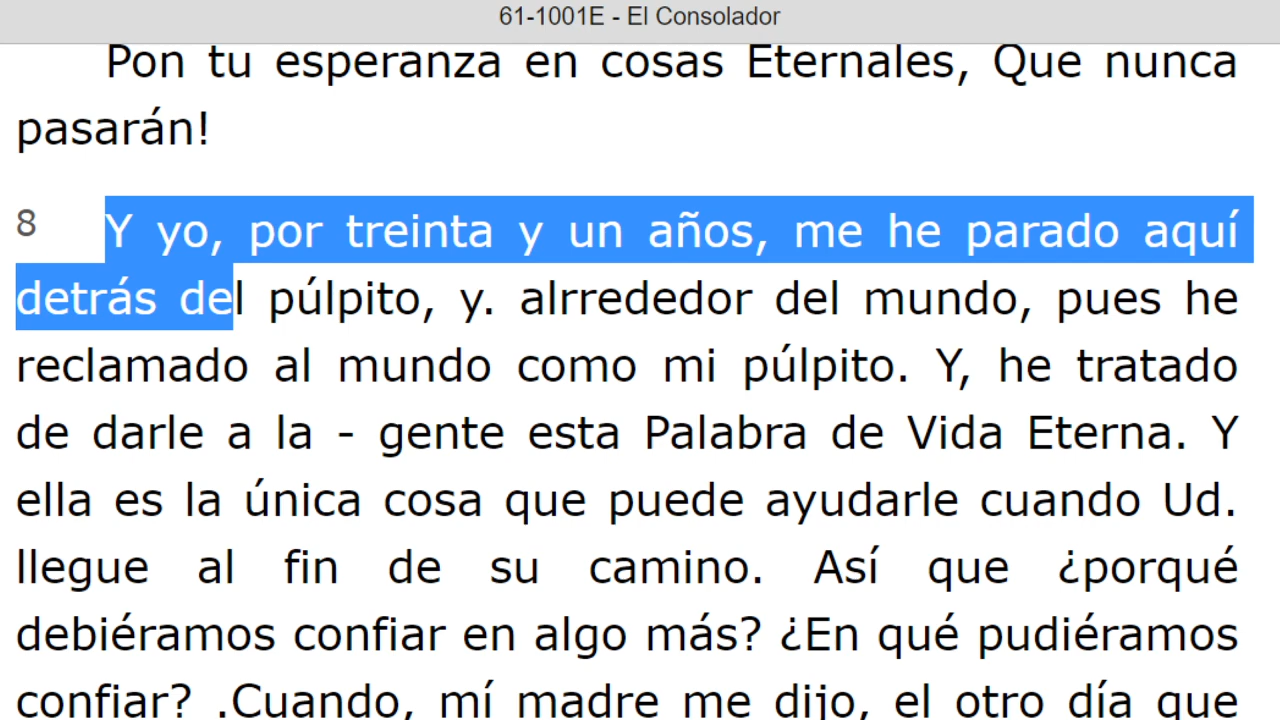 61-1001E - El Consolador
Pon tu esperanza en cosas Eternales, Que nunca
pasarán!
8 Y yo, por treinta y un años, me he parado aquí
detrás del púlpito, y. alrrededor del mundo, pues he
reclamado al mundo como mi púlpito. Y, he tratado
de darle a la - gente esta Palabra de Vida Eterna. Y
ella es la única cosa que puede ayudarle cuando Ud.
llegue al fin de su camino. Así que ¿porqué
debiéramos confiar en algo más? ¿En qué pudiéramos
confiar? .Cuando, mí madre me dijo, el otro día que